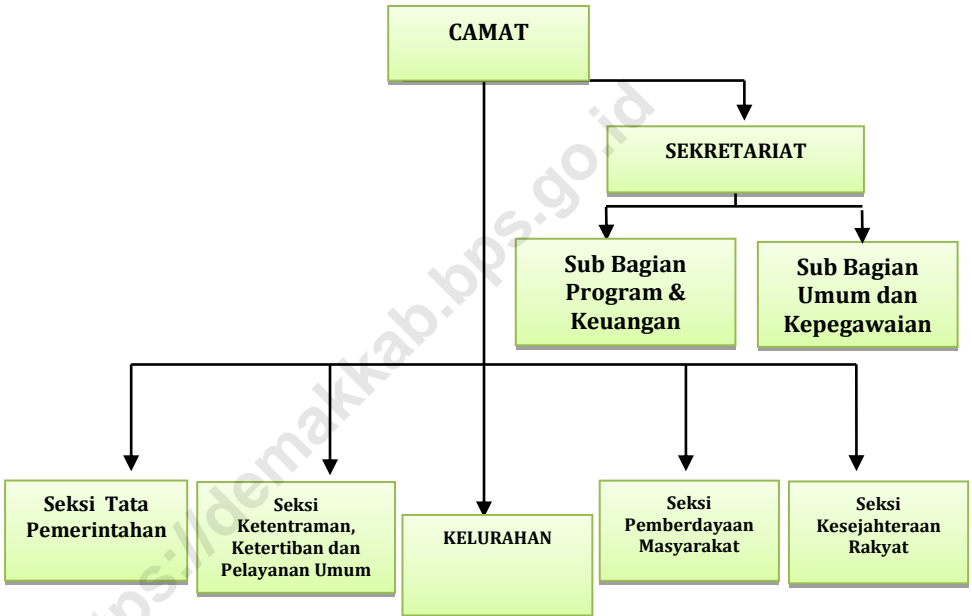 CAMAT
SEKRETARIAT
Sub Bagian
Program &
Keuangan
Sub Bagian
Umum dan
Kepegawaian
Seksi Tata
Pemerintahan
Seksi
Ketentraman,
Ketertiban dan
Pelayanan Umum
KELURAHAN
Seksi
Pemberdayaan
Masyarakat
Seksi
Kesejahteraan
Rakyat
tps://demakkab.bps.go.id